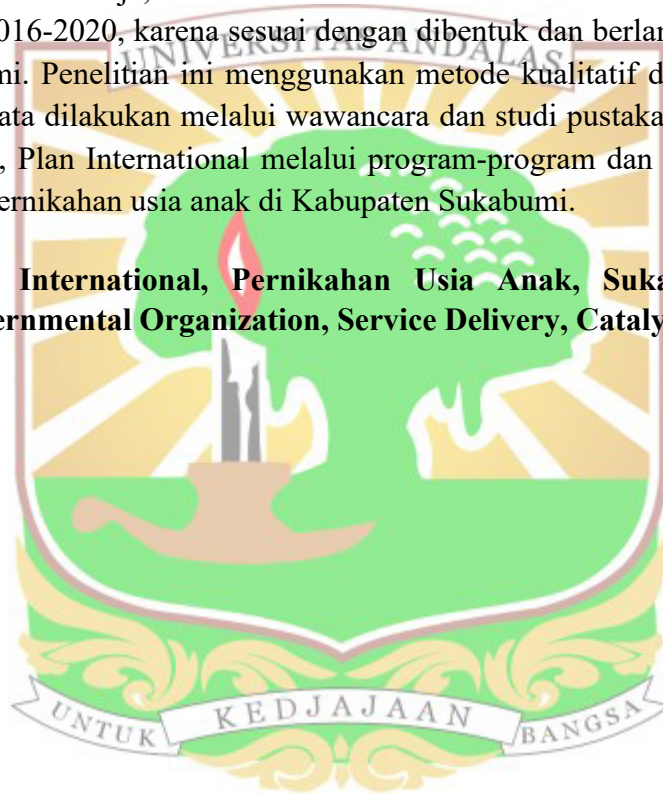 016-2020, karena sesuai dengan dibentuk dan berlan
UNIVERSITAS ANDALAS
mi. Penelitian ini menggunakan metode kualitatif d
ata dilakukan melalui wawancara dan studi pustaka
, Plan International melalui program-program dan
ernikahan usia anak di Kabupaten Sukabumi.
International, Pernikahan Usia Anak, Suka
ernmental Organization, Service Delivery, Cataly
UNTUK KEDJAJAAN BANGSA